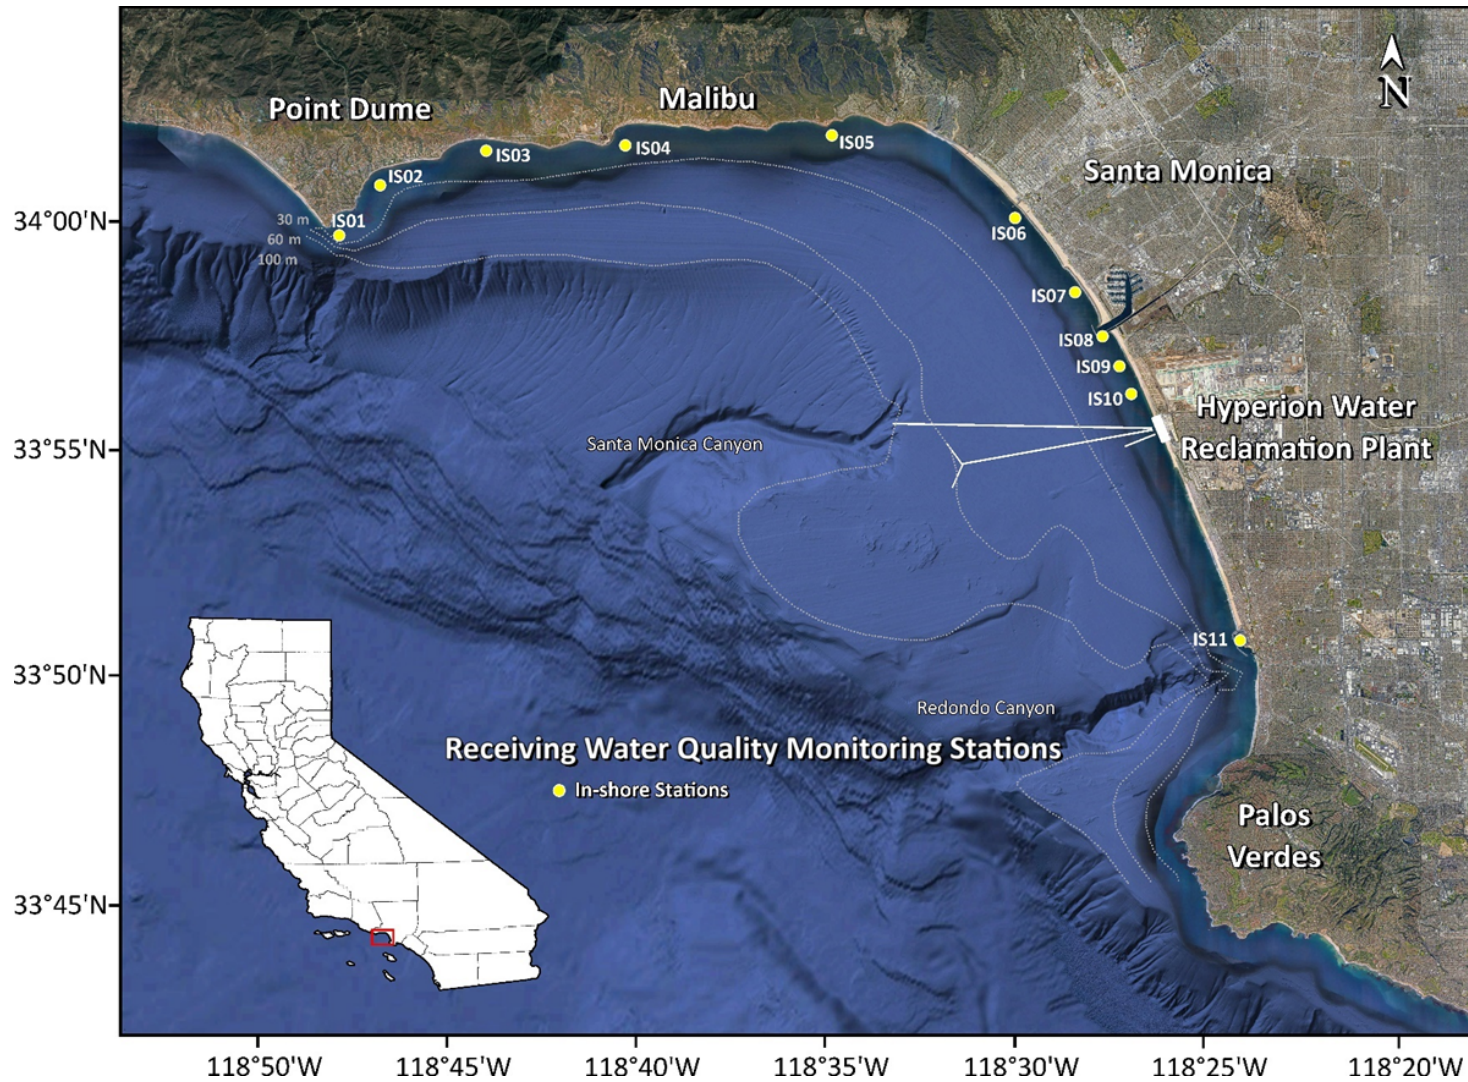 Point Dume
Malibu
N
IS05
IS04
IS03
IS02
Santa Monica
IS01
34°00'N
30 m
60 m
100 m
IS06
IS07
IS08
IS09
IS10
Hyperion Water
Reclamation Plant
Santa Monica Canyon
33°55'N
IS11
33°50'N
Redondo Canyon
Receiving Water Quality Monitoring Stations
In-shore Stations
Palos
Verdes
33°45'N
118°50'W
118°45'W
118°40'W
118°35'W
118°30'W
118°25'W
118°20'W